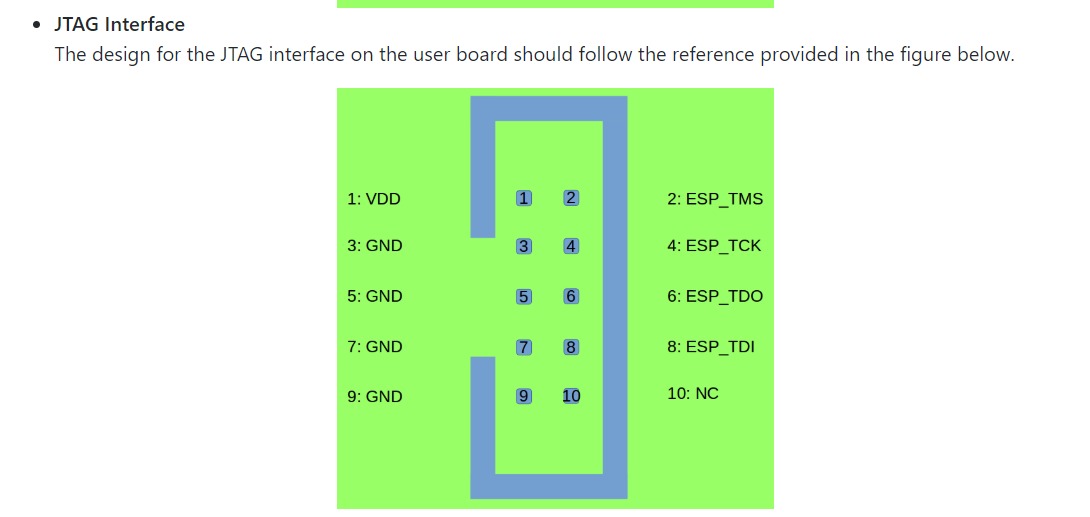 • JTAG Interface
The design for the JTAG interface on the user board should follow the reference provided in the figure below.
1: VDD 1 2 2: ESP_TMS
3: GND 3 4 4: ESP_TCK
5: GND 5 6 6: ESP_TDO
7: GND 7 8 8: ESP_TDI
9: GND 9 10 10: NC